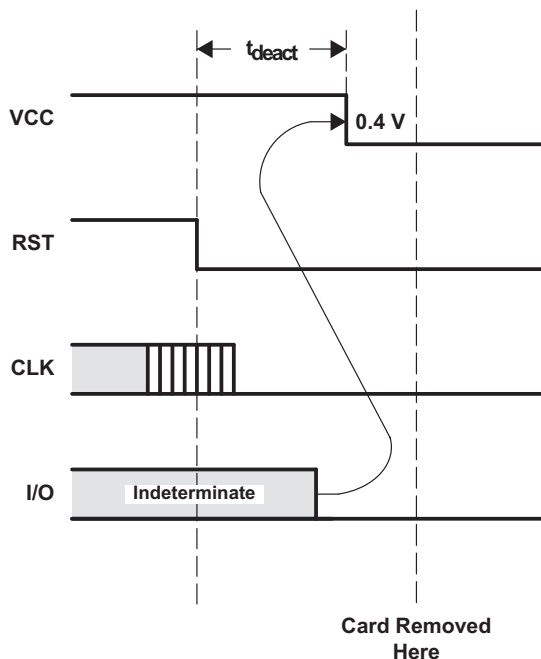 tdeact
VCC
0.4 V
RST
CLK
I/O
Indeterminate
Card Removed
Here